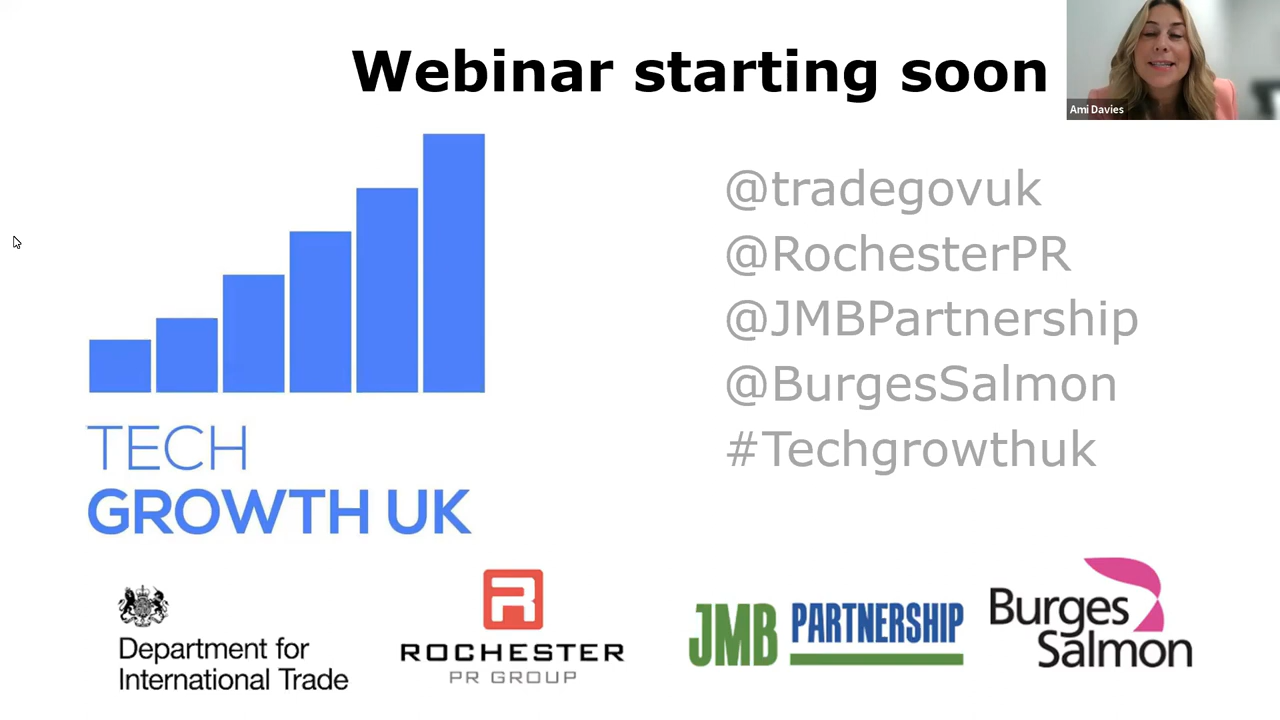 Webinar starting soon
Ami Davies
@tradegovuk
@RochesterPR
@JMBPartnership
@BurgesSalmon
#Techgrowthuk
TECH
GROWTH UK
Department for
International Trade
R
ROCHESTER
PR GROUP
JMB PARTNERSHIP
Burges
Salmon